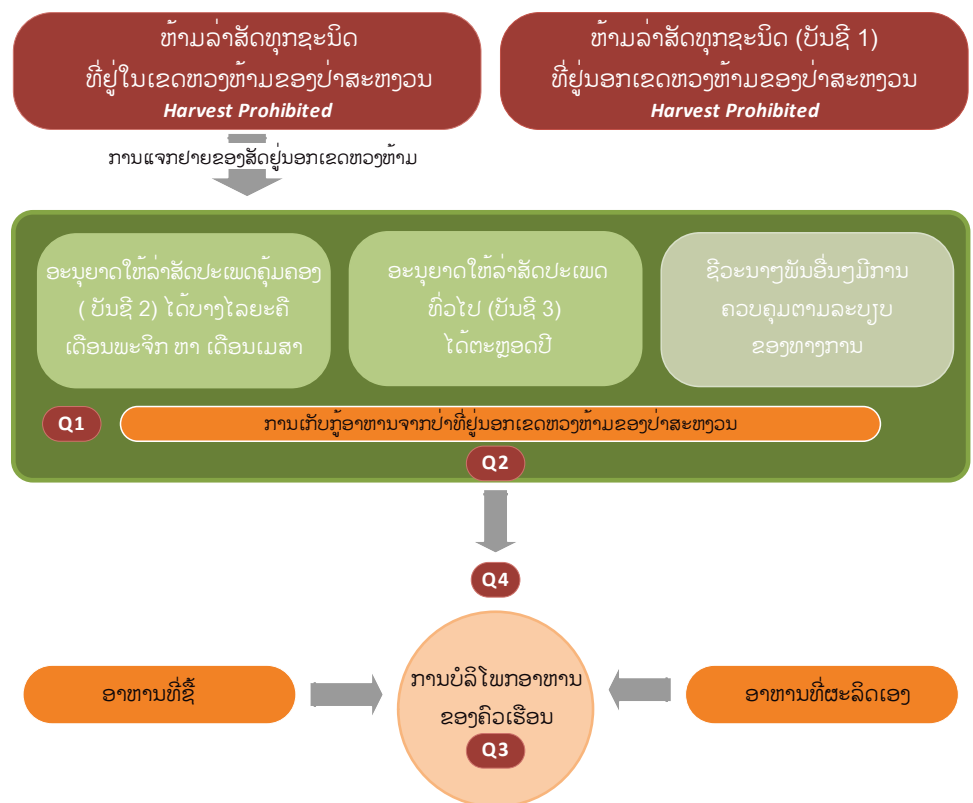 ຫ້າມລ່າສັດທຸກຊະນິດ
ທີ່ຢູ່ໃນເຂດຫວງຫ້າມຂອງປ່າສະຫງວນ
Harvest Prohibited
ຫ້າມລ່າສັດທຸກຊະນິດ (ບັນຊີ 1)
ທີ່ຢູ່ນອກເຂດຫວງຫ້າມຂອງປ່າສະຫງວນ
Harvest Prohibited
ການແຈກຢາຍຂອງສັດຢູ່ນອກເຂດຫວງຫ້າມ
ອະນຸຍາດໃຫ້ລ່າສັດປະເພດຄຸ້ມຄອງ
( ບັນຊີ 2) ໄດ້ບາງໄລຍະຄື
ເດືອນພະຈິກ ຫາ ເດືອນເມສາ
ອະນຸຍາດໃຫ້ລ່າສັດປະເພດ
ທົ່ວໄປ (ບັນຊີ 3)
ໄດ້ຕະຫຼອດປີ
ຊີວະນາໆພັນອື່ນໆມີການ
ຄວບຄຸມຕາມລະບຽບ
ຂອງທາງການ
Q1
ການເກັບກູ້ອາຫານຈາກປ່າທີ່ຢູ່ນອກເຂດຫວງຫ້າມຂອງປ່າສະຫງວນ
Q2
Q4
ອາຫານທີ່ຊື້
ການບໍລິໂພກອາຫານ
ຂອງຄົວເຮືອນ
Q3
ອາຫານທີ່ຜະລິດເອງ